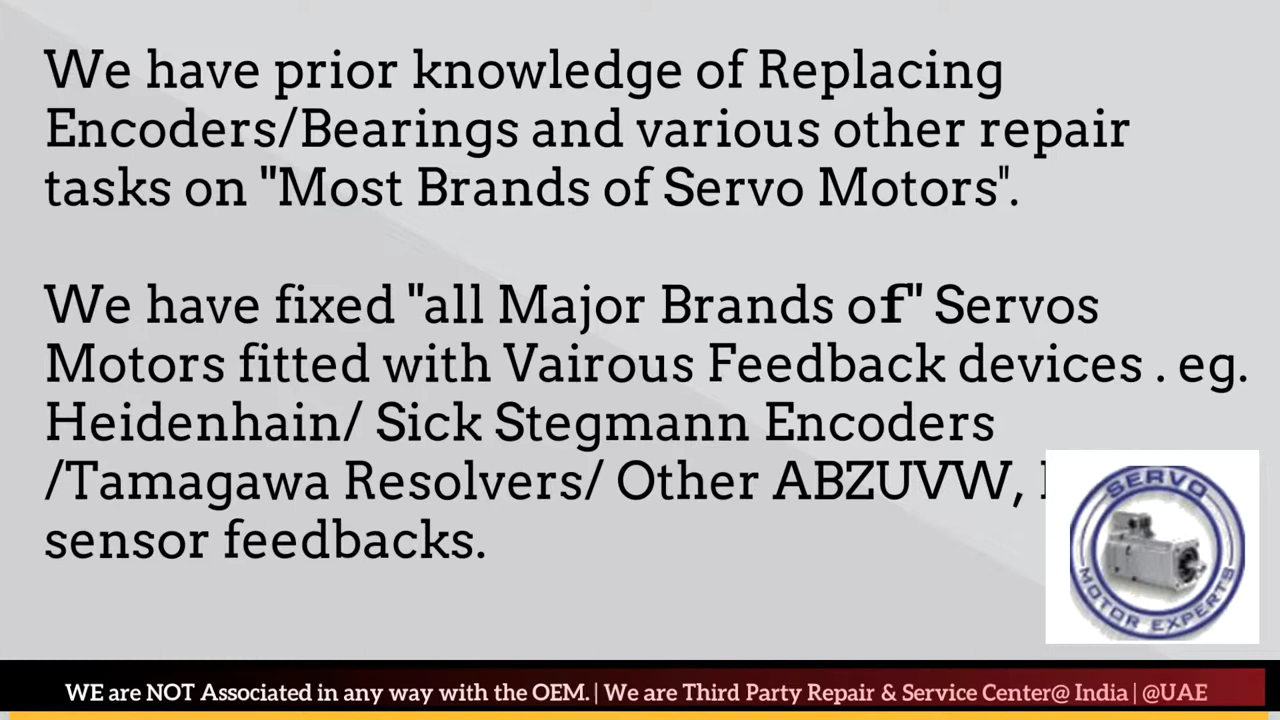 We have prior knowledge of Replacing
Encoders/Bearings and various other repair
tasks on "Most Brands of Servo Motors".
We have fixed "all Major Brands of" Servos
Motors fitted with Vairous Feedback devices . eg.
Heidenhain/ Sick Stegmann Encoders
/Tamagawa Resolvers/ Other ABZUVW,
sensor feedbacks.
SERVO
MOTOR EXPERTS
WE are NOT Associated in any way with the OEM. | We are Third Party Repair & Service Center@ India | @UAE